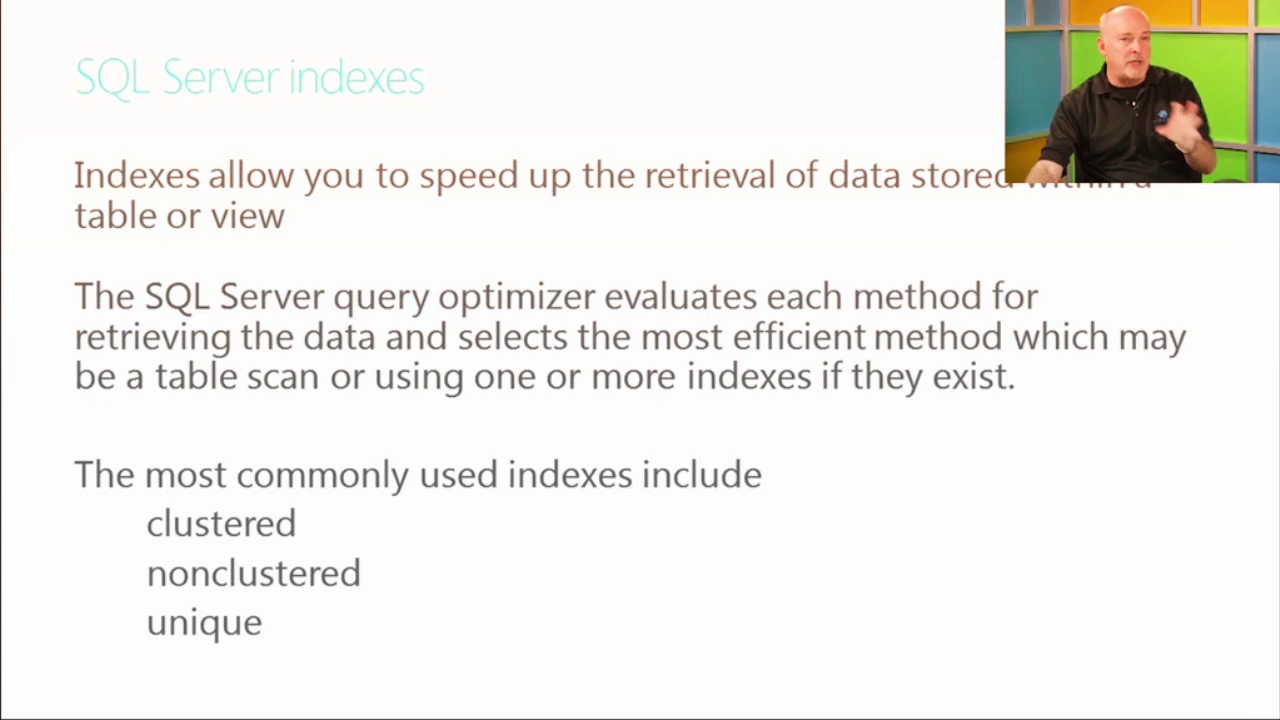 SQL Server indexes
Indexes allow you to speed up the retrieval of data stored
table or view
The SQL Server query optimizer evaluates each method for
retrieving the data and selects the most efficient method which may
be a table scan or using one or more indexes if they exist.
The most commonly used indexes include
clustered
nonclustered
unique